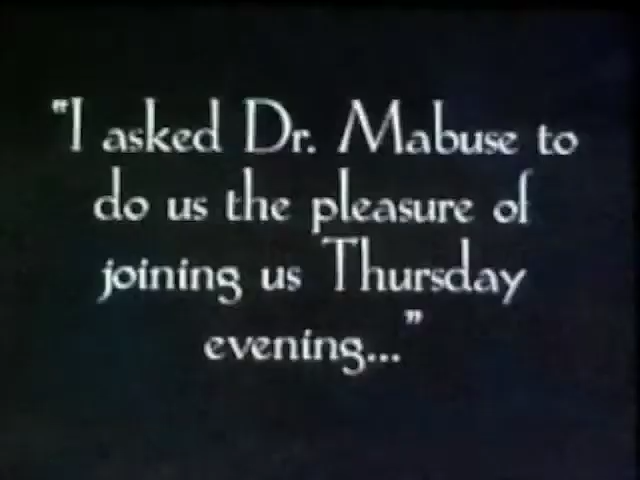 "I asked Dr. Mabuse to
do us the pleasure of
joining us Thursday
evening..."